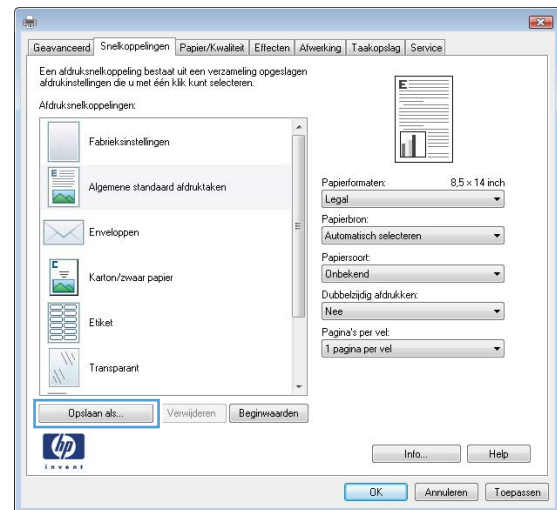 Geavanceerd Snelkoppelingen Papier/Kwaliteit Effecten Afwerking Taakopslag Service
Een afdruksnelkoppeling bestaat uit een verzameling opgeslagen
afdrukinstellingen die u met één klik kunt selecteren.
Afdruksnelkoppelingen:
Fabrieksinstellingen
Algemene standaard afdruktaken
Enveloppen
Karton/zwaar papier
Etiket
Transparant
Opslaan als... Verwijderen Beginwaarden
E
Papierformaten: 8,5 × 14 inch
Legal
Papierbron:
Automatisch selecteren
Papiersoort:
Onbekend
Dubbelzijdig afdrukken:
Nee
Pagina's per vel:
1 pagina per vel
hp
invent
Info... Help
OK Annuleren Toepassen